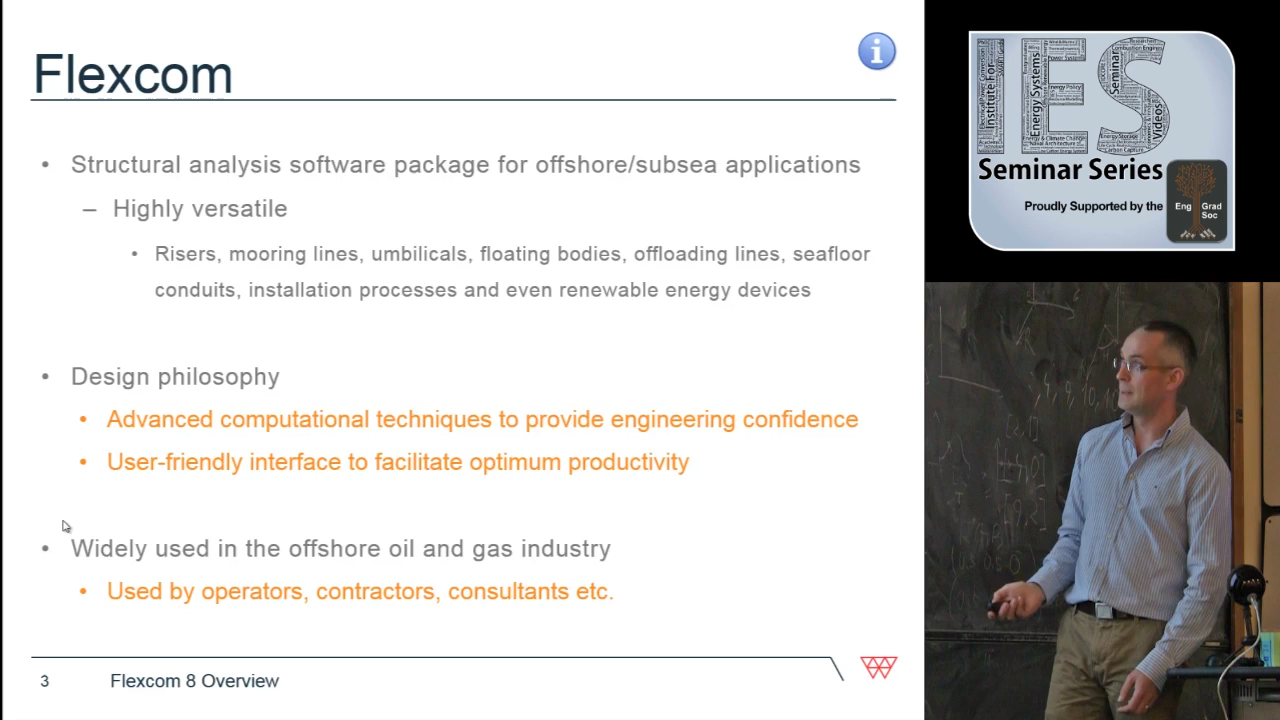 Flexcom
• Structural analysis software package for offshore/subsea applications
– Highly versatile
• Risers, mooring lines, umbilicals, floating bodies, offloading lines, seafloor
conduits, installation processes and even renewable energy devices
• Design philosophy
• Advanced computational techniques to provide engineering confidence
• User-friendly interface to facilitate optimum productivity
• Widely used in the offshore oil and gas industry
• Used by operators, contractors, consultants etc.
3 Flexcom 8 Overview
IES
Seminar Series
Proudly Supported by the
Eng Grad
Soc